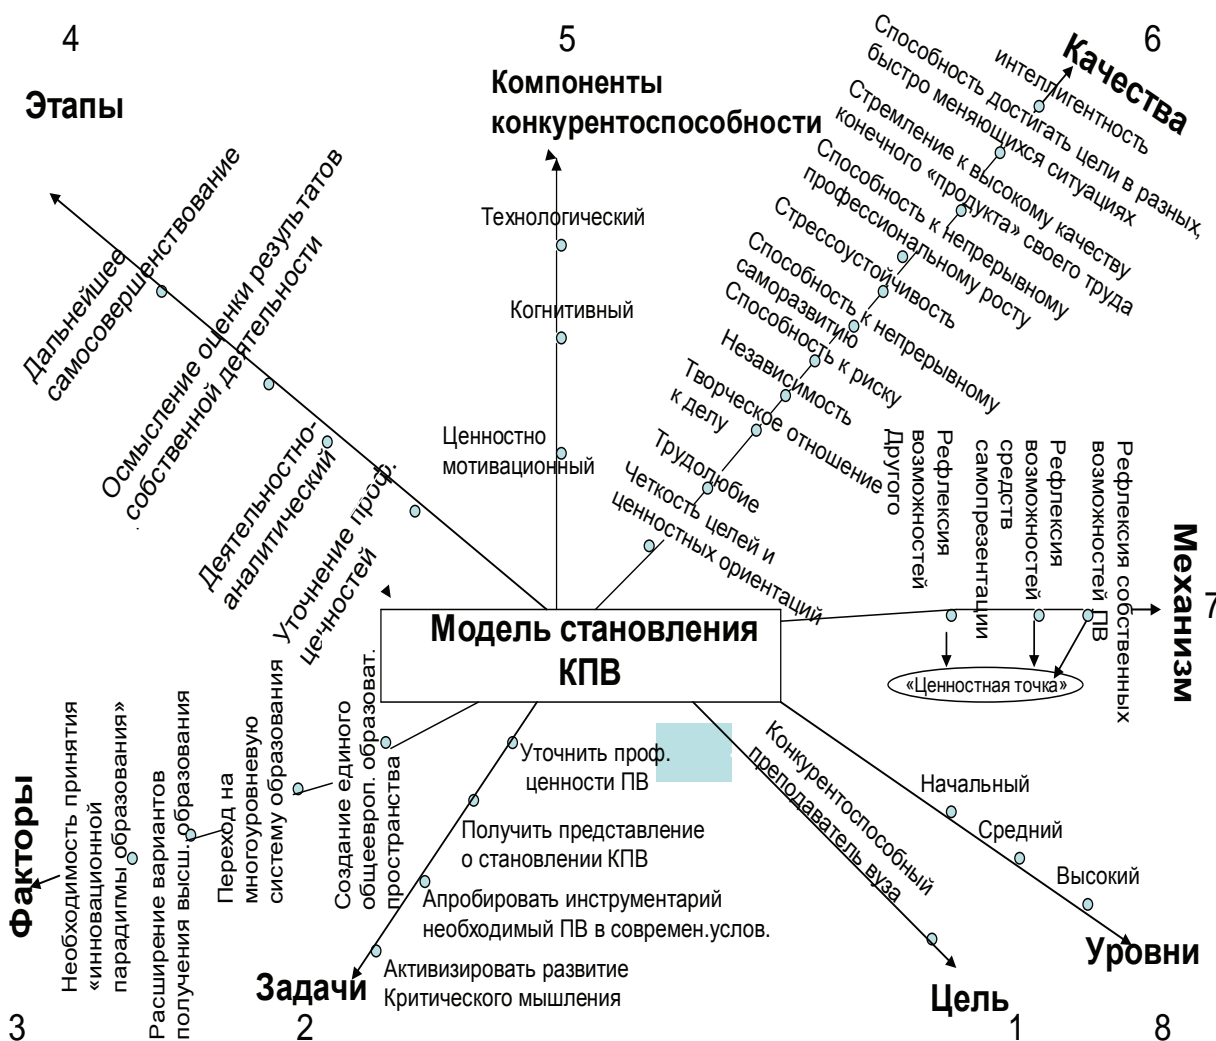 4
Этапы
Дальнейшее
самосовершенствование
Осмысление оценки результатов
собственной деятельности
Деятельностно-
аналитический
Уточнение проф.
ценностей
5
Компоненты
конкурентоспособности
Технологический
Когнитивный
Ценностно
мотивационный
6
Качества
интеллигентность
Способность достигать цели в разных,
быстро меняющихся ситуациях
Стремление к высокому качеству
конечного «продукта» своего труда
Способность к непрерывному
профессиональному росту
Стрессоустойчивость
Способность к непрерывному
саморазвитию
Способность к риску
Независимость
Творческое отношение
к делу
Трудолюбие
Четкость целей и
ценностных ориентаций
Рефлексия
возможностей
Другого
Рефлексия
возможностей
средств
самопрезентации
Рефлексия собственных
возможностей ПВ
Механизм
7
«Ценностная точка»
Модель становления
КПВ
Факторы
Необходимость принятия
«инновационной
парадигмы образования»
Расширение вариантов
получения высш. образования
Переход на
многоуровневую
систему образования
Создание единого
общеевроп. образоват.
пространства
3
Уточнить проф.
ценности ПВ
Получить представление
о становлении КПВ
Апробировать инструментарий
необходимый ПВ в современ.услов.
Активизировать развитие
Критического мышления
Задачи
2
Конкурентоспособный
преподаватель вуза
Цель
1
Начальный
Средний
Высокий
Уровни
8